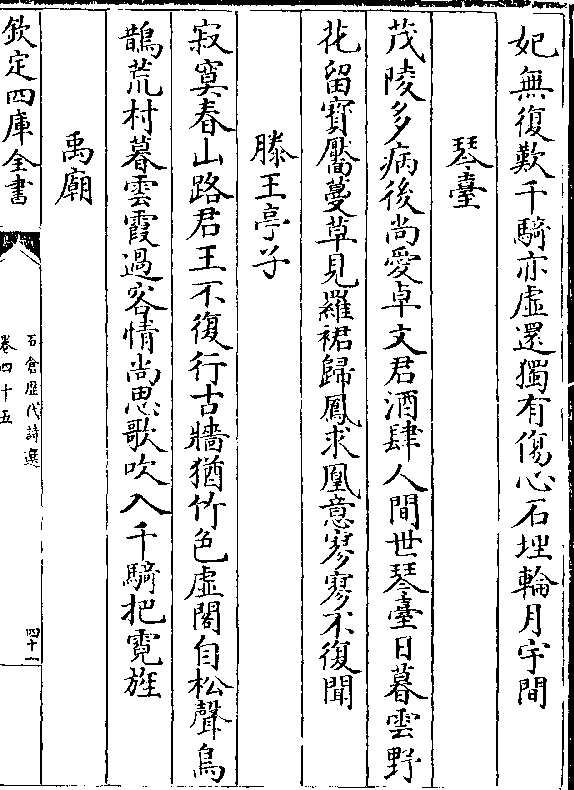 妃無復歎千騎亦虛還獨有傷心石埋輪月宇間
琴臺
茂陵多病後尚愛卓文君酒肆人間世琴臺日暮雲野
花留寳靨蔓草見羅裙歸鳳求凰意寥寥不復聞
滕王亭子
寂寞春山路君王不復行古牆猶竹色虛閣自松聲鳥
鵲荒村暮雲霞過客情尚思歌吹入千騎把霓旌
禹廟
欽定四庫全書
石倉歴代詩選
卷四十五
四十一